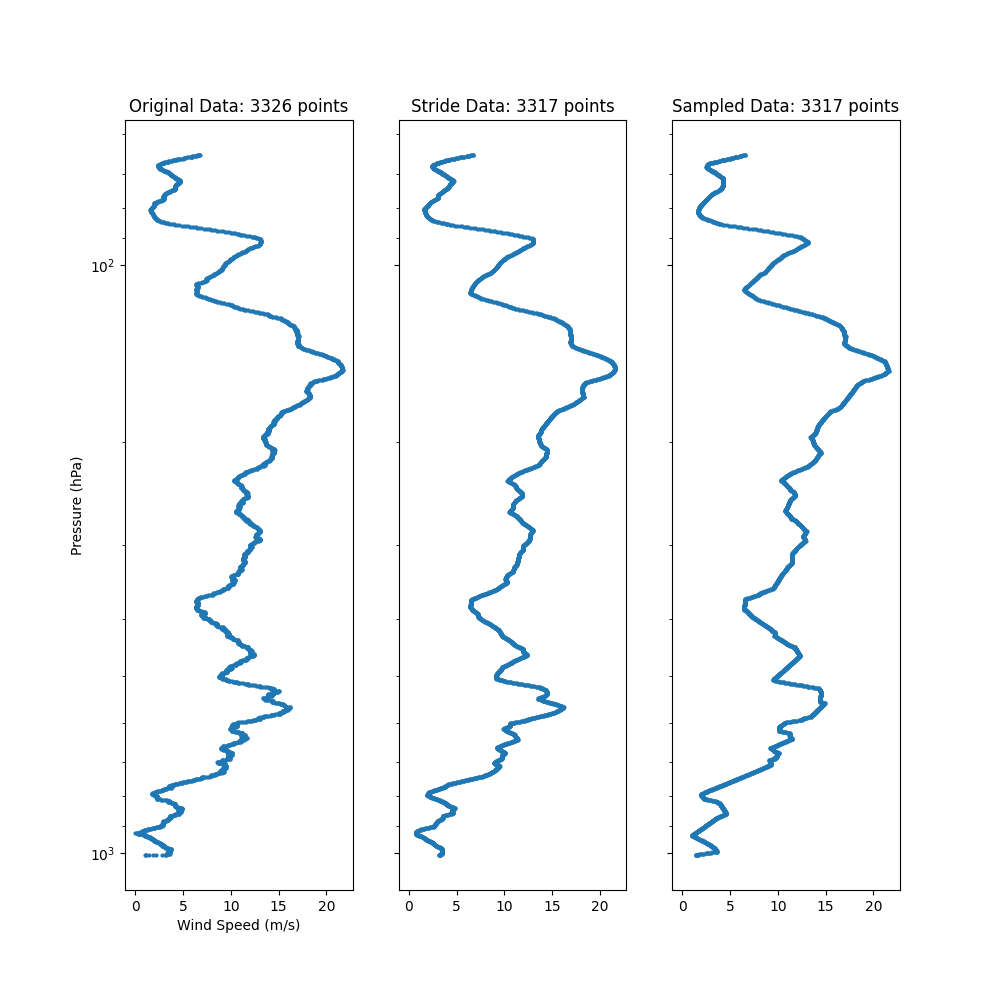 Original Data: 3326 points
Stride Data: 3317 points
Sampled Data: 3317 points
10²
10³
Pressure (hPa)
0 5 10 15 20
0 5 10 15 20
0 5 10 15 20
Wind Speed (m/s)